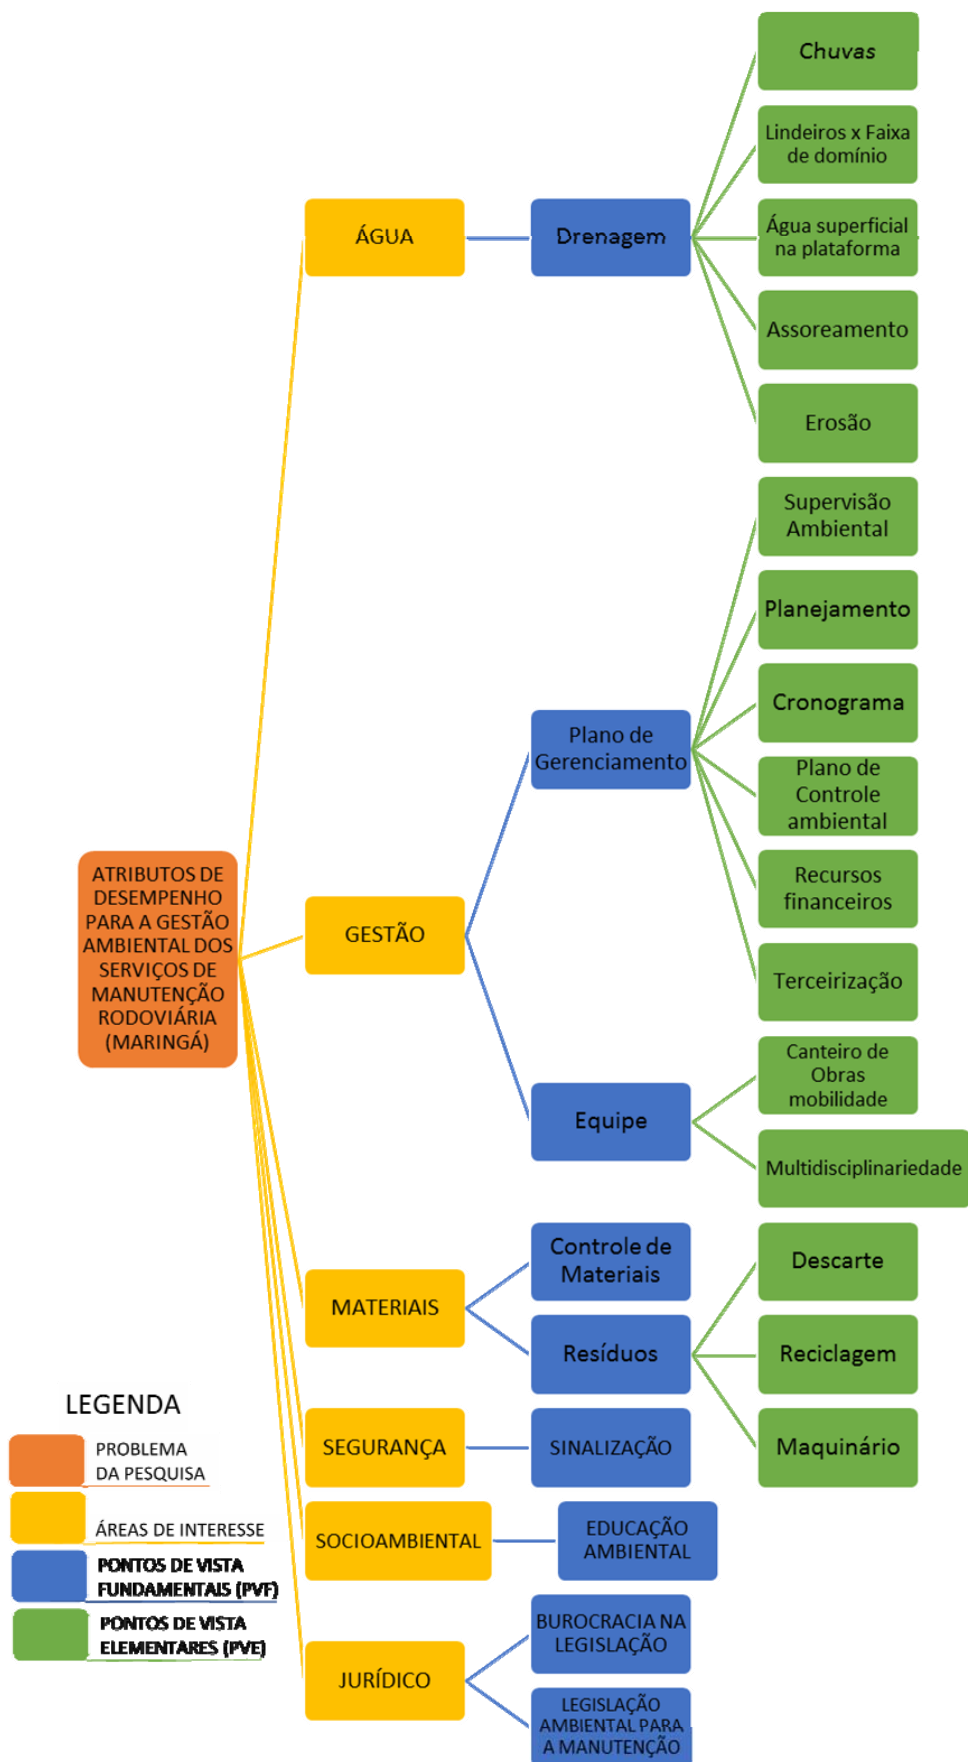 Chuvas
Lindeiros x Faixa
de domínio
ÁGUA
Drenagem
Água superficial
na plataforma
Assoreamento
Erosão
Supervisão
Ambiental
Planejamento
Cronograma
Plano de
Gerenciamento
Plano de
Controle
ambiental
Recursos
financeiros
Terceirização
ATRIBUTOS DE
DESEMPENHO
PARA A GESTÃO
AMBIENTAL DOS
SERVIÇOS DE
MANUTENÇÃO
RODOVIÁRIA
(MARINGÁ)
GESTÃO
Equipe
Canteiro de
Obras
mobilidade
Multidisciplinariedade
MATERIAIS
Controle de
Materiais
Resíduos
Descarte
Reciclagem
Maquinário
SEGURANÇA
SINALIZAÇÃO
SOCIOAMBIENTAL
EDUCAÇÃO
AMBIENTAL
JURÍDICO
BUROCRACIA NA
LEGISLAÇÃO
LEGISLAÇÃO
AMBIENTAL PARA
A MANUTENÇÃO
LEGENDA
PROBLEMA
DA PESQUISA
ÁREAS DE INTERESSE
PONTOS DE VISTA
FUNDAMENTAIS (PVF)
PONTOS DE VISTA
ELEMENTARES (PVE)